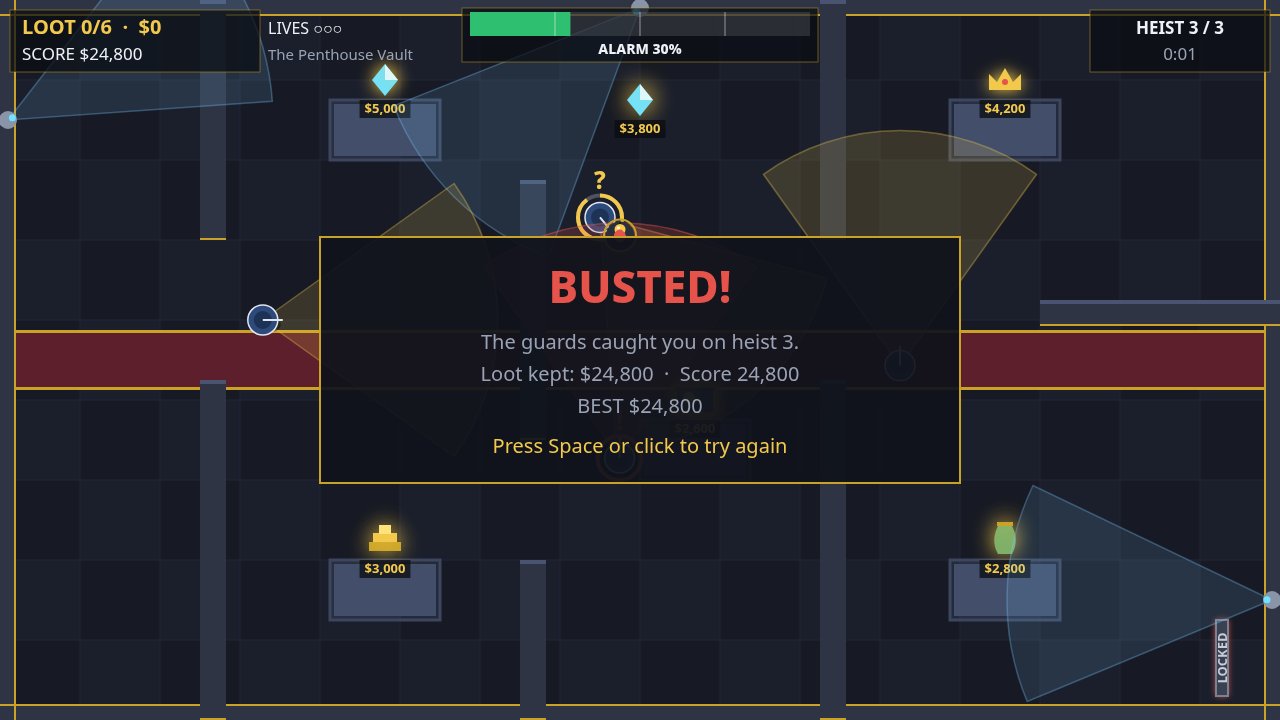 LOOT 0/6 · $0
SCORE $24,800
LIVES ○○○
The Penthouse Vault
ALARM 30%
HEIST 3 / 3
0:01
$5,000
$3,800
$4,200
?
BUSTED!
The guards caught you on heist 3.
Loot kept: $24,800 · Score 24,800
BEST $24,800
$2,600
Press Space or click to try again
$3,000
$2,800
LOCKED